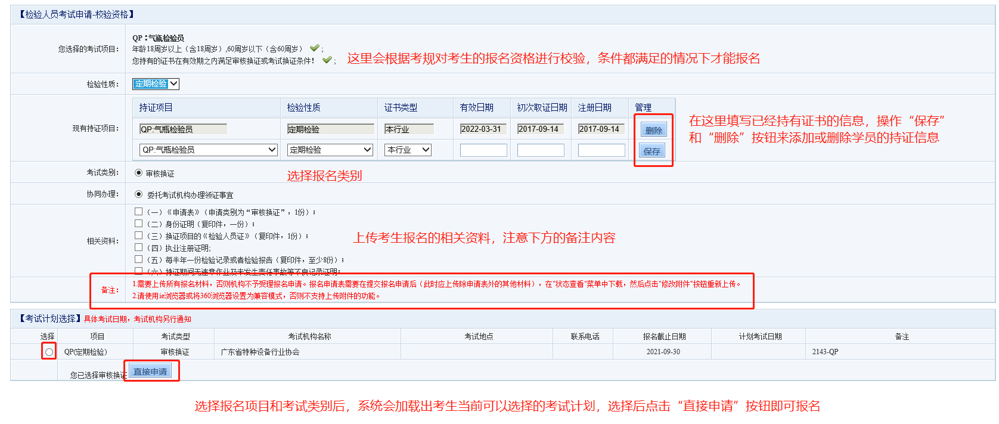 【检验人员考试申请-校验资格】
您选择的考试项目:
QP:气瓶检验员
年龄18周岁以上（含18周岁）,60周岁以下（含60周岁） ;
您持有的证书在有效期之内满足审核换证或考试换证条件! ;
这里会根据考规对考生的报名资格进行校验，条件都满足的情况下才能报名
检验性质: 定期检验
现有持证项目:
持证项目 检验性质 证书类型 有效日期 初次取证日期 注册日期 管理
QP:气瓶检验员 定期检验 本行业 2022-03-31 2017-09-14 2017-09-14 删除
QP:气瓶检验员 定期检验 本行业 保存
在这里填写已经持有证书的信息，操作“保存”
和“删除”按钮来添加或删除学员的持证信息
考试类别: 审核换证
选择报名类别
协同办理: 委托考试机构办理领证事宜
相关资料:
（一）《申请表》（申请类别为“审核换证”，1份）;
（二）身份证明（复印件，一份）;
（三）换证项目的《检验人员证》（复印件，1份）;
（四）执业注册证明;
（五）每半年一份检验记录或者检验报告（复印件，至少8份）;
（六）持证期间无违章作业及未发生责任事故等不良记录证明;
上传考生报名的相关资料，注意下方的备注内容
备注:
1.需要上传所有报名材料，否则机构不予受理报名申请。报名申请表需要在提交报名申请后（此时应上传除申请表外的其他材料），在"状态查看"菜单中下载，然后点击"修改附件"按钮重新上传。
2.请使用ie浏览器或将360浏览器设置为兼容模式，否则不支持上传附件的功能。
【考试计划选择】具体考试日期，考试机构另行通知
选择 项目 考试类型 考试机构名称 考试地点 联系电话 报名截止日期 计划考试日期 备注
QP(定期检验) 审核换证 广东省特种设备行业协会 2021-09-30 2143-QP
您已选择审核换证 直接申请
选择报名项目和考试类别后，系统会加载出考生当前可以选择的考试计划，选择后点击“直接申请”按钮即可报名